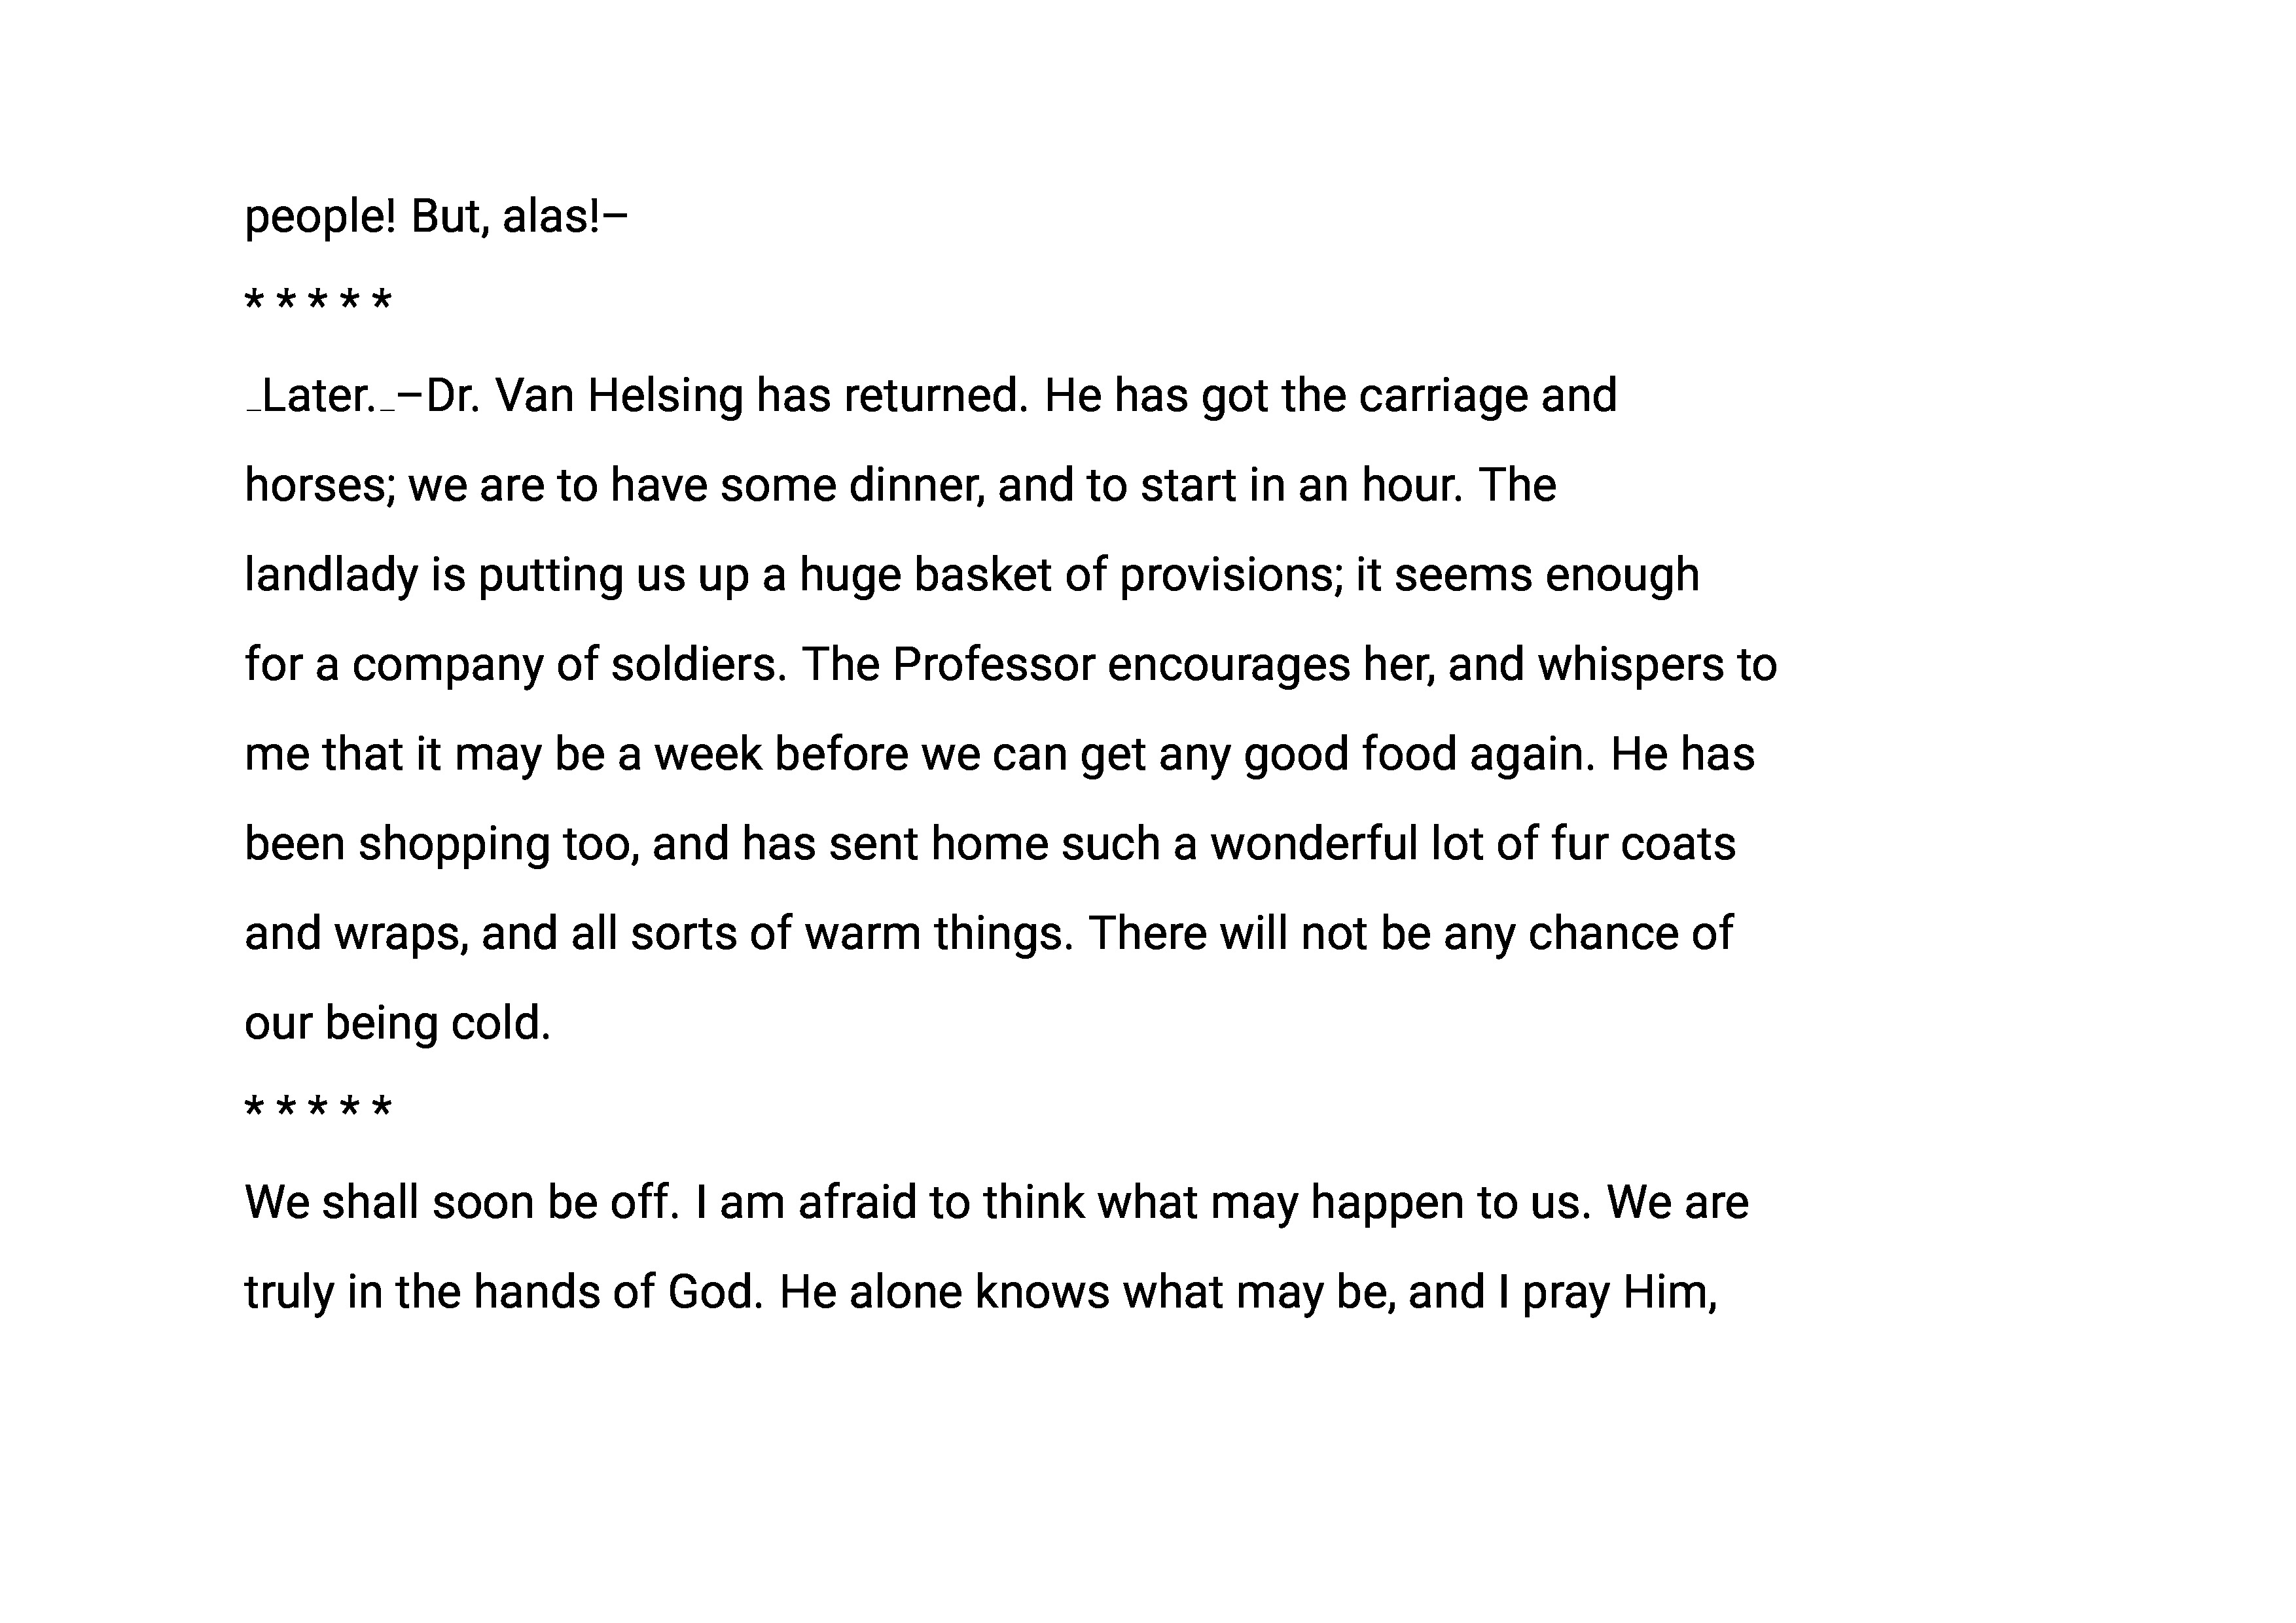 people! But, alas!–
* * * * *
_Later._–Dr. Van Helsing has returned. He has got the carriage and
horses; we are to have some dinner, and to start in an hour. The
landlady is putting us up a huge basket of provisions; it seems enough
for a company of soldiers. The Professor encourages her, and whispers to
me that it may be a week before we can get any good food again. He has
been shopping too, and has sent home such a wonderful lot of fur coats
and wraps, and all sorts of warm things. There will not be any chance of
our being cold.
* * * * *
We shall soon be off. I am afraid to think what may happen to us. We are
truly in the hands of God. He alone knows what may be, and I pray Him,